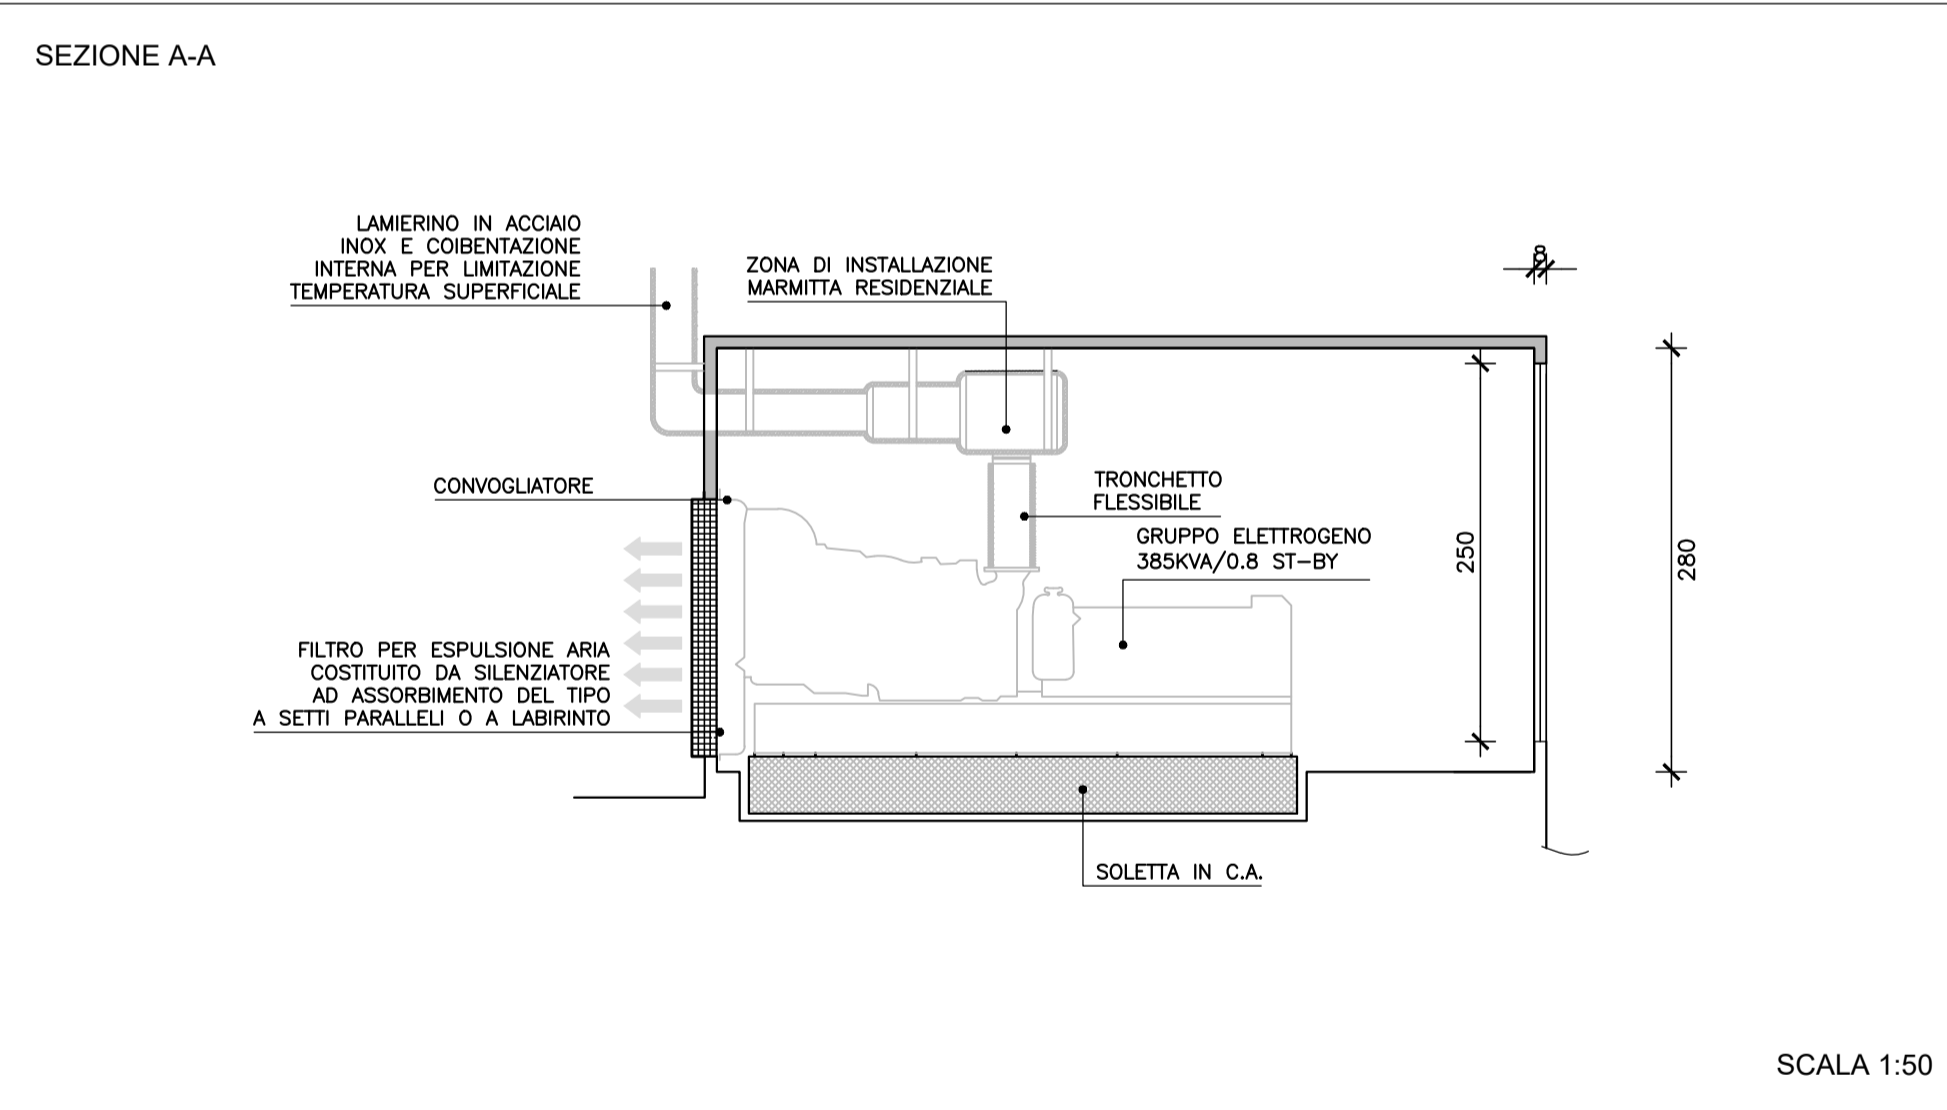 SEZIONE A-A
LAMIERINO IN ACCIAIO
INOX E COIBENTAZIONE
INTERNA PER LIMITAZIONE
TEMPERATURA SUPERFICIALE
ZONA DI INSTALLAZIONE
MARMITTA RESIDENZIALE
8
CONVOGLIATORE
TRONCHETTO
FLESSIBILE
GRUPPO ELETTROGENO
385KVA/0.8 ST-BY
250
280
FILTRO PER ESPULSIONE ARIA
COSTITUITO DA SILENZIATORE
AD ASSORBIMENTO DEL TIPO
A SETTI PARALLELI O A LABIRINTO
SOLETTA IN C.A.
SCALA 1:50